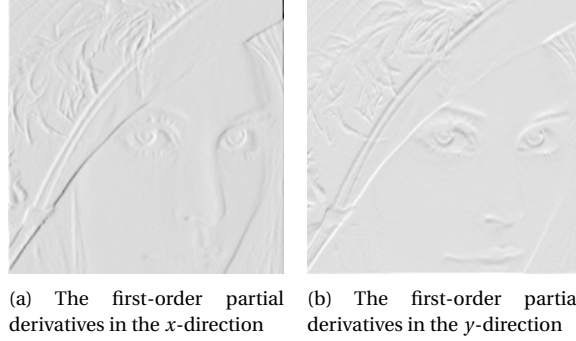 (a) The first-order partial
derivatives in the x-direction
(b) The first-order partia
derivatives in the y-direction